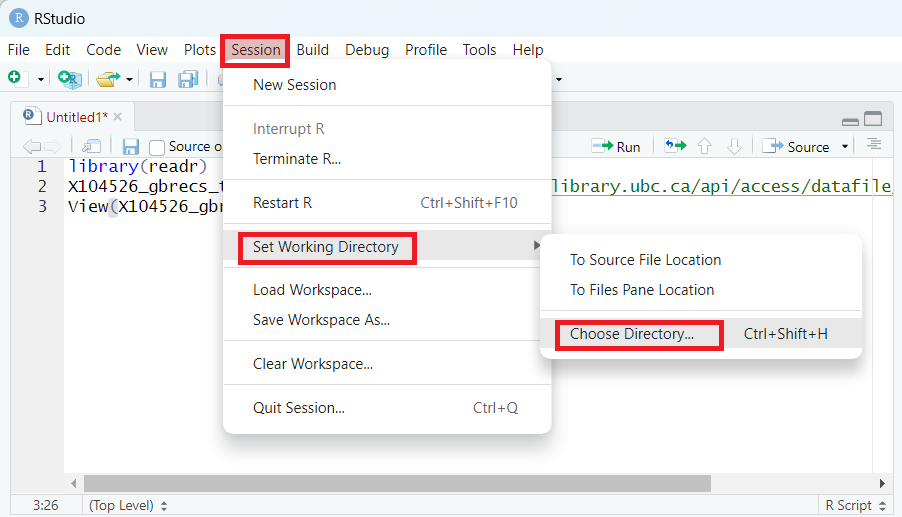 RStudio
File Edit Code View Plots Session Build Debug Profile Tools Help
Untitled1*
Source o
Run
Source
1 library(readr)
2 X104526_gbrecs_t
library.ubc.ca/api/access/datafile/
3 View(X104526_gbr
New Session
Interrupt R
Terminate R...
Restart R Ctrl+Shift+F10
Set Working Directory
To Source File Location
To Files Pane Location
Choose Directory... Ctrl+Shift+H
Load Workspace...
Save Workspace As...
Clear Workspace...
Quit Session... Ctrl+Q
3:26 (Top Level) R Script